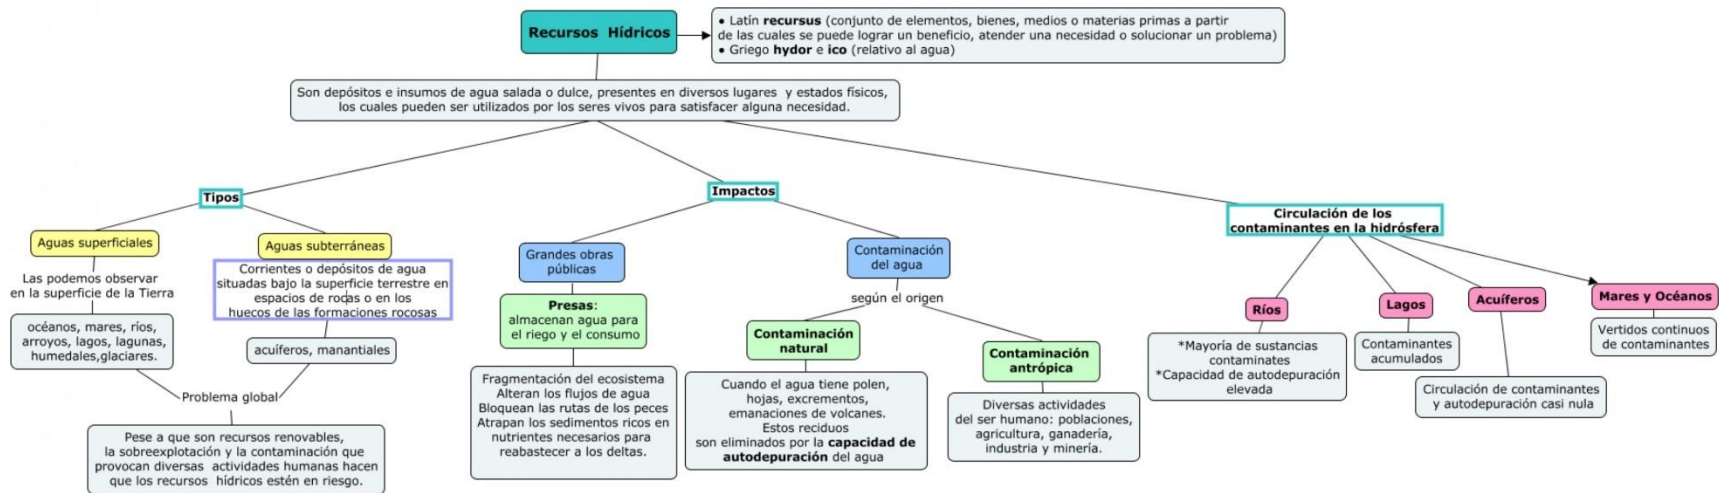 Recursos Hídricos
• Latín recursus (conjunto de elementos, bienes, medios o materias primas a partir
de las cuales se puede lograr un beneficio, atender una necesidad o solucionar un problema)
• Griego hydor e ico (relativo al agua)
Son depósitos e insumos de agua salada o dulce, presentes en diversos lugares y estados físicos,
los cuales pueden ser utilizados por los seres vivos para satisfacer alguna necesidad.
Tipos
Aguas superficiales
Las podemos observar
en la superficie de la Tierra
océanos, mares, ríos,
arroyos, lagos, lagunas,
humedales,glaciares.
Aguas subterráneas
Corrientes o depósitos de agua
situadas bajo la superficie terrestre en
espacios de rocas o en los
huecos de las formaciones rocosas
acuíferos, manantiales
Problema global
Pese a que son recursos renovables,
la sobreexplotación y la contaminación que
provocan diversas actividades humanas hacen
que los recursos hídricos estén en riesgo.
Impactos
Grandes obras
públicas
Presas:
almacenan agua para
el riego y el consumo
Fragmentación del ecosistema
Alteran los flujos de agua
Bloquean las rutas de los peces
Atrapan los sedimentos ricos en
nutrientes necesarios para
reabastecer a los deltas.
Contaminación
del agua
según el origen
Contaminación
natural
Cuando el agua tiene polen,
hojas, excrementos,
emanaciones de volcanes.
Estos residuos
son eliminados por la capacidad de
autodepuración del agua
Contaminación
antrópica
Diversas actividades
del ser humano: poblaciones,
agricultura, ganadería,
industria y minería.
Circulación de los
contaminantes en la hidrósfera
Ríos
*Mayoría de sustancias
contaminates
*Capacidad de autodepuración
elevada
Lagos
Contaminantes
acumulados
Acuíferos
Circulación de contaminantes
y autodepuración casi nula
Mares y Océanos
Vertidos continuos
de contaminantes